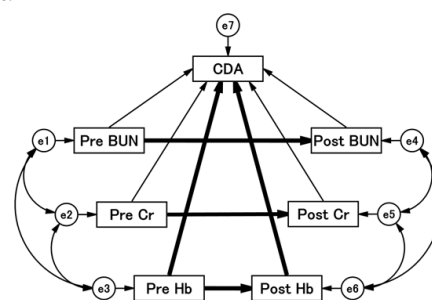 e7
CDA
e1 Pre BUN Post BUN e4
e2 Pre Cr Post Cr e5
e3 Pre Hb Post Hb e6